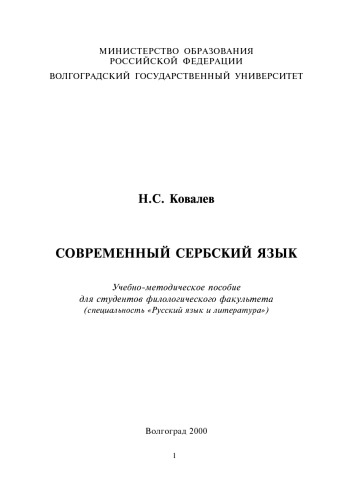 МИНИСТЕРСТВО ОБРАЗОВАНИЯ
РОССИЙСКОЙ ФЕДЕРАЦИИ
ВОЛГОГРАДСКИЙ ГОСУДАРСТВЕННЫЙ УНИВЕРСИТЕТ
Н.С. Ковалев
СОВРЕМЕННЫЙ СЕРБСКИЙ ЯЗЫК
Учебно-методическое пособие
для студентов филологического факультета
(специальность «Русский язык и литература»)
Волгоград 2000
1